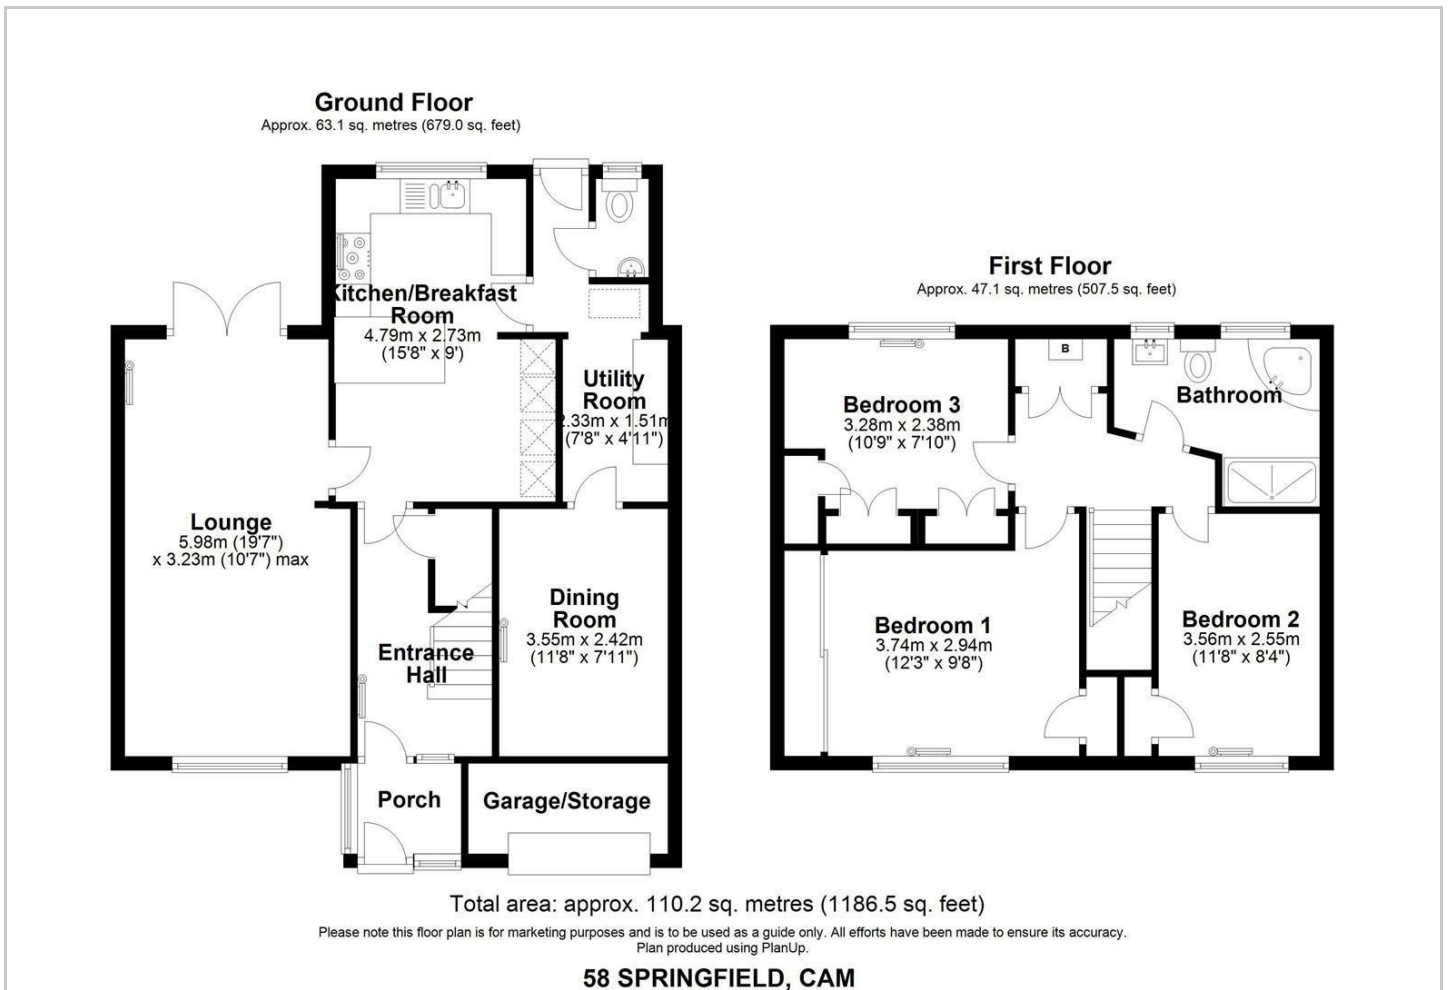 Ground Floor
Approx. 63.1 sq. metres (679.0 sq. feet)
Kitchen/Breakfast
Room
4.79m x 2.73m
(15'8" x 9')
Utility
Room
2.33m x 1.51m
(7'8" x 4'11")
Lounge
5.98m (19'7")
x 3.23m (10'7") max
Dining
Room
3.55m x 2.42m
(11'8" x 7'11")
Entrance
Hall
Porch
Garage/Storage
First Floor
Approx. 47.1 sq. metres (507.5 sq. feet)
B
Bathroom
Bedroom 3
3.28m x 2.38m
(10'9" x 7'10")
Bedroom 1
3.74m x 2.94m
(12'3" x 9'8")
Bedroom 2
3.56m x 2.55m
(11'8" x 8'4")
Total area: approx. 110.2 sq. metres (1186.5 sq. feet)
Please note this floor plan is for marketing purposes and is to be used as a guide only. All efforts have been made to ensure its accuracy.
Plan produced using PlanUp.
58 SPRINGFIELD, CAM